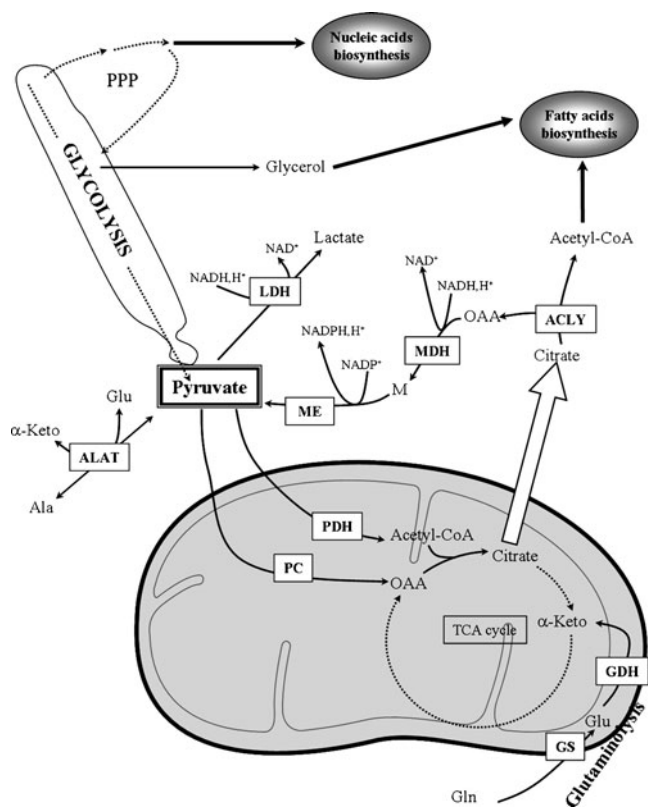 Nucleic acids
biosynthesis
PPP
Fatty acids
biosynthesis
GLYCOLYSIS
Glycerol
Acetyl-CoA
Lactate
NAD⁺
NADH,H⁺
LDH
NAD⁺
NADH,H⁺
OAA
ACLY
MDH
Citrate
NADPH,H⁺
NADP⁺
Pyruvate
M
ME
Glu
α-Keto
ALAT
Ala
PDH
Acetyl-CoA
Citrate
PC
OAA
TCA cycle
α-Keto
GDH
Glu
GS
Glutaminolysis
Gln